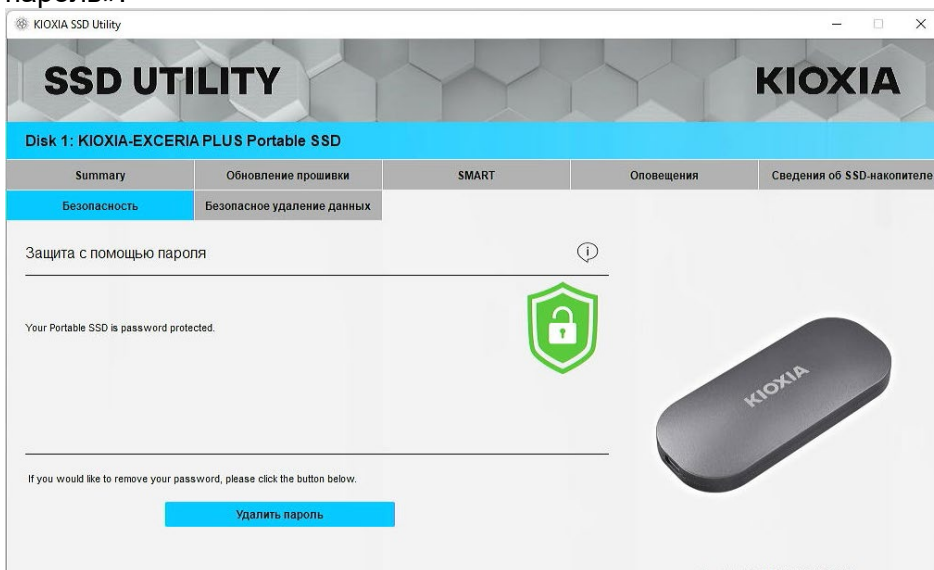 пароль».
KIOXIA SSD Utility
SSD UTILITY
KIOXIA
Disk 1: KIOXIA-EXCERIA PLUS Portable SSD
Summary
Обновление прошивки
SMART
Оповещения
Сведения об SSD-накопителе
Безопасность
Безопасное удаление данных
Защита с помощью пароля
Your Portable SSD is password protected.
KIOXIA
If you would like to remove your password, please click the button below.
Удалить пароль